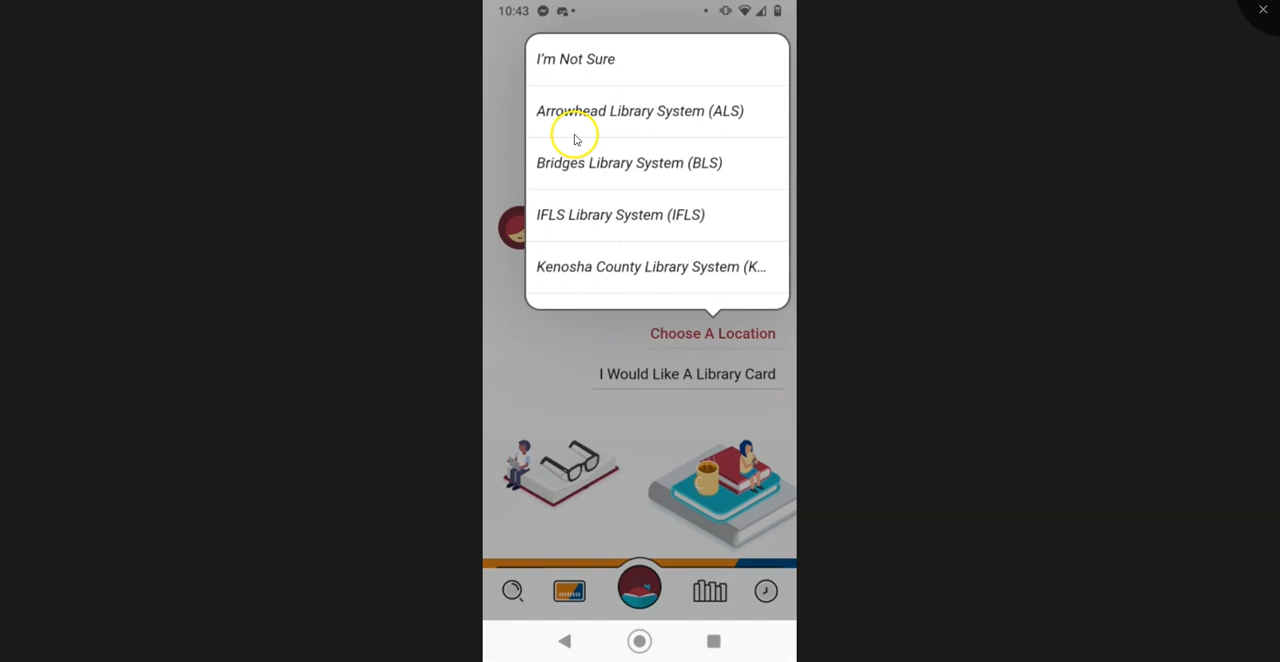 10:43
I'm Not Sure
Arrowhead Library System (ALS)
Bridges Library System (BLS)
IFLS Library System (IFLS)
Kenosha County Library System (K...
Choose A Location
I Would Like A Library Card